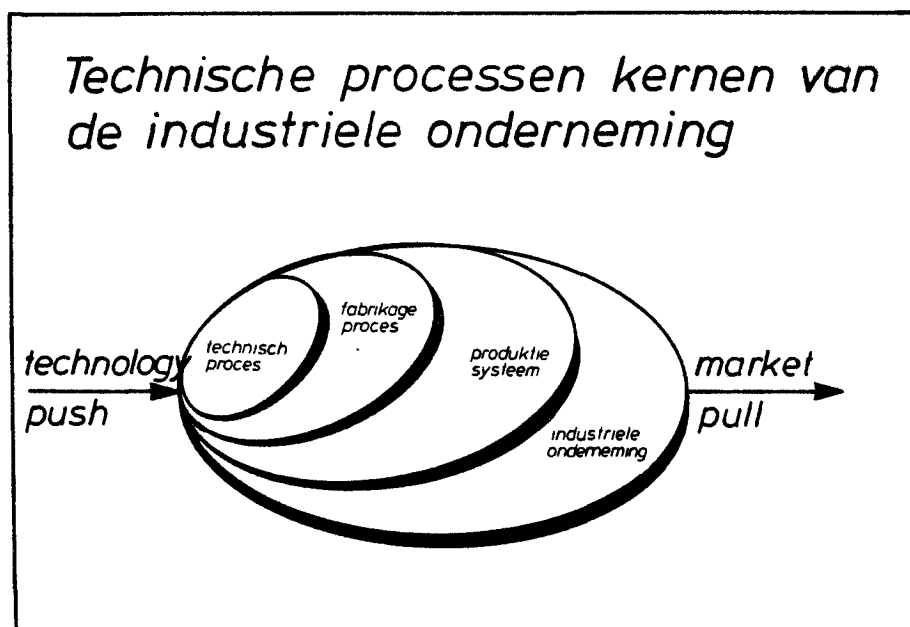 Technische processen kernen van
de industriele onderneming
technology
push
technisch
proces
fabrikage
proces
produktie
systeem
industriele
onderneming
market
pull